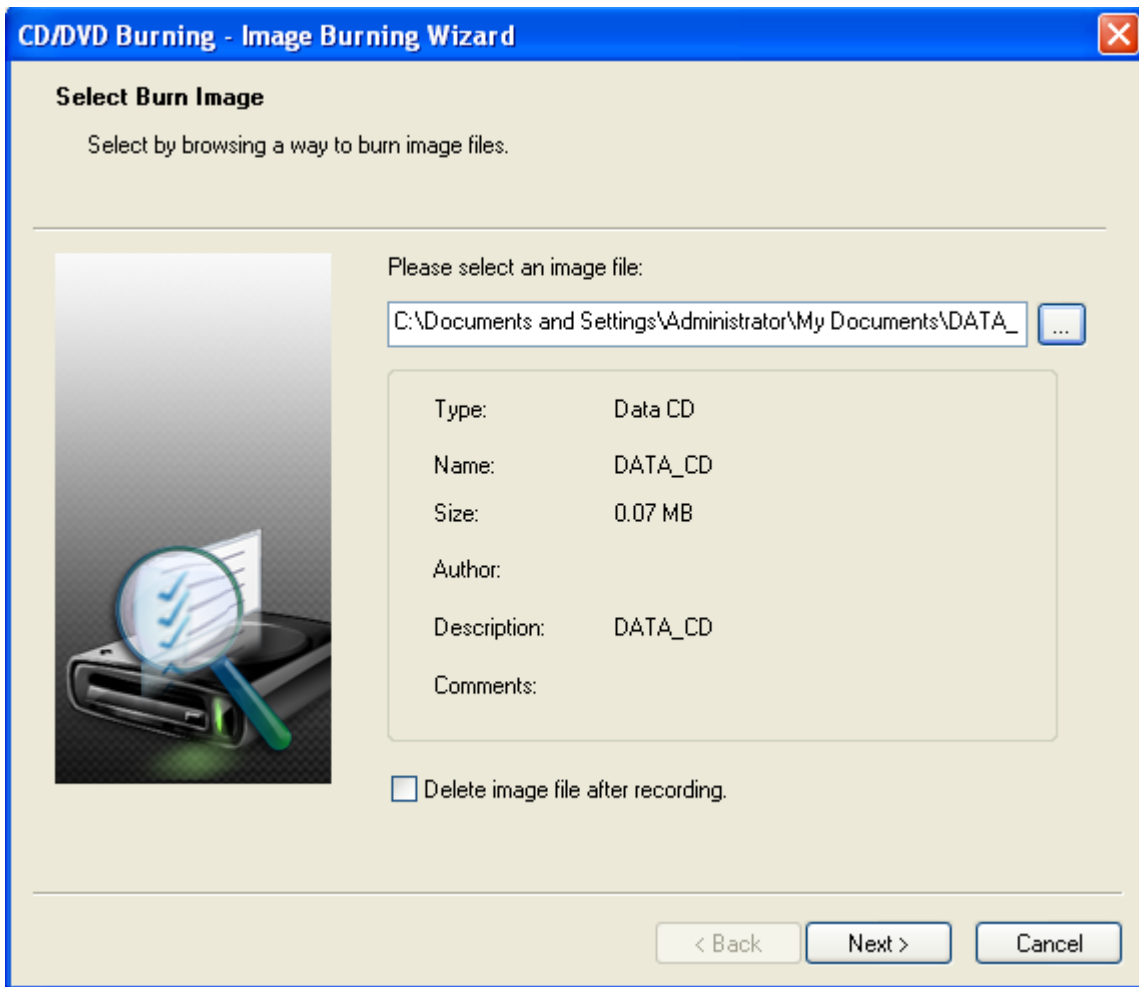 CD/DVD Burning - Image Burning Wizard
Select Burn Image
Select by browsing a way to burn image files.
Please select an image file:
C:\Documents and Settings\Administrator\My Documents\DATA_
...
Type: Data CD
Name: DATA_CD
Size: 0.07 MB
Author:
Description: DATA_CD
Comments:
Delete image file after recording.
< Back Next > Cancel